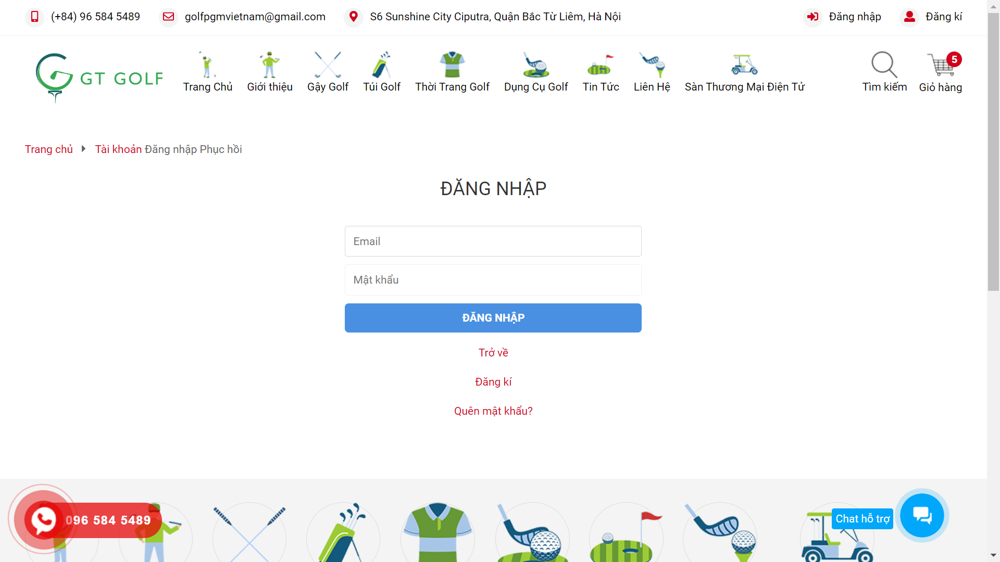 (+84) 96 584 5489
golfpgmvietnam@gmail.com
S6 Sunshine City Ciputra, Quận Bắc Từ Liêm, Hà Nội
Đăng nhập
Đăng kí
GT GOLF
Trang Chủ
Giới thiệu
Gậy Golf
Túi Golf
Thời Trang Golf
Dụng Cụ Golf
Tin Tức
Liên Hệ
Sàn Thương Mại Điện Tử
Tìm kiếm
5
Giỏ hàng
Trang chủ
Tài khoản Đăng nhập Phục hồi
ĐĂNG NHẬP
Email
Mật khẩu
ĐĂNG NHẬP
Trở về
Đăng kí
Quên mật khẩu?
096 584 5489
Chat hỗ trợ